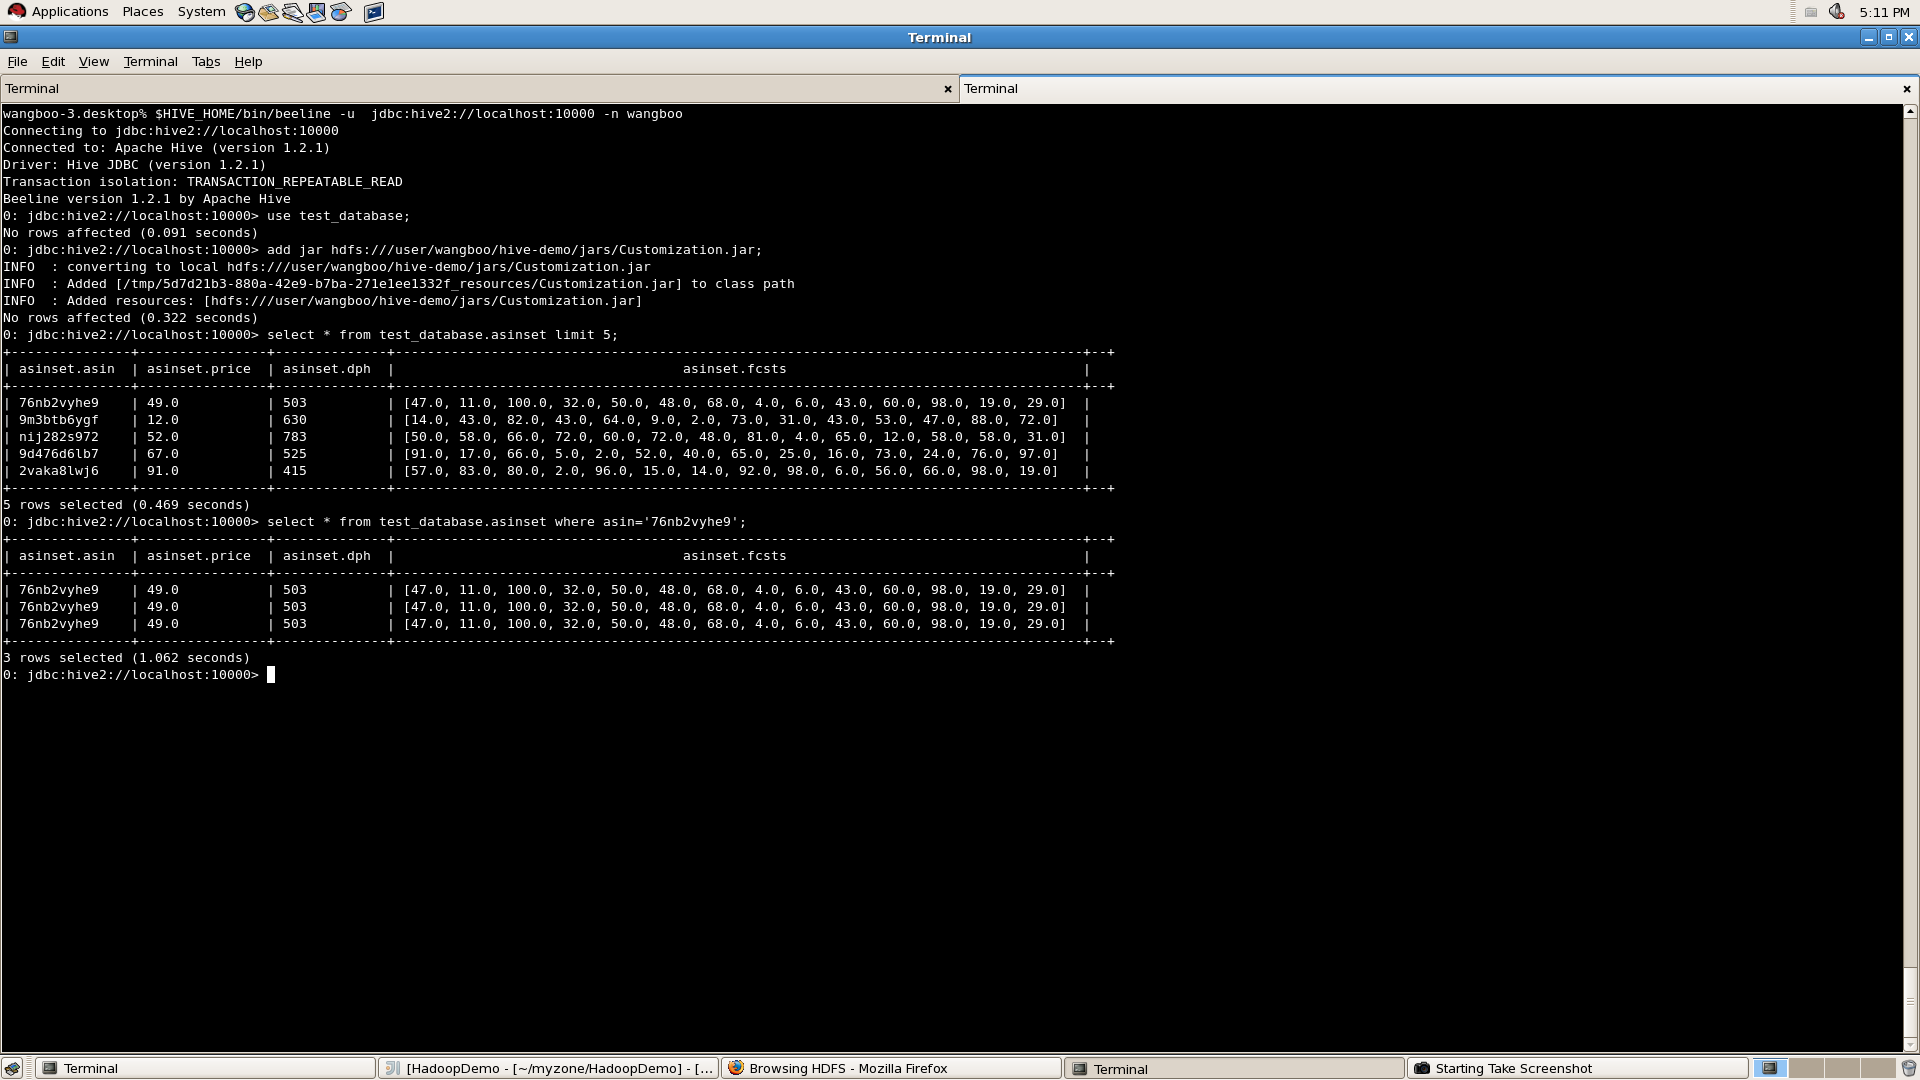 Applications Places System 5:11 PM
Terminal
File Edit View Terminal Tabs Help
Terminal Terminal
wangboo-3.desktop% $HIVE_HOME/bin/beeline -u  jdbc:hive2://localhost:10000 -n wangboo
Connecting to jdbc:hive2://localhost:10000
Connected to: Apache Hive (version 1.2.1)
Driver: Hive JDBC (version 1.2.1)
Transaction isolation: TRANSACTION_REPEATABLE_READ
Beeline version 1.2.1 by Apache Hive
0: jdbc:hive2://localhost:10000> use test_database;
No rows affected (0.091 seconds)
0: jdbc:hive2://localhost:10000> add jar hdfs:///user/wangboo/hive-demo/jars/Customization.jar;
INFO  : converting to local hdfs:///user/wangboo/hive-demo/jars/Customization.jar
INFO  : Added [/tmp/5d7d21b3-880a-42e9-b7ba-271e1ee1332f_resources/Customization.jar] to class path
INFO  : Added resources: [hdfs:///user/wangboo/hive-demo/jars/Customization.jar]
No rows affected (0.322 seconds)
0: jdbc:hive2://localhost:10000> select * from test_database.asinset limit 5;
+---------------+----------------+--------------+--------------------------------------------------------------------------------------+--+
| asinset.asin  | asinset.price  | asinset.dph  |                                    asinset.fcsts                                     |
+---------------+----------------+--------------+--------------------------------------------------------------------------------------+--+
| 76nb2vyhe9    | 49.0           | 503          | [47.0, 11.0, 100.0, 32.0, 50.0, 48.0, 68.0, 4.0, 6.0, 43.0, 60.0, 98.0, 19.0, 29.0]  |
| 9m3btb6ygf    | 12.0           | 630          | [14.0, 43.0, 82.0, 43.0, 64.0, 9.0, 2.0, 73.0, 31.0, 43.0, 53.0, 47.0, 88.0, 72.0]   |
| nij282s972    | 52.0           | 783          | [50.0, 58.0, 66.0, 72.0, 60.0, 72.0, 48.0, 81.0, 4.0, 65.0, 12.0, 58.0, 58.0, 31.0]  |
| 9d476d6lb7    | 67.0           | 525          | [91.0, 17.0, 66.0, 5.0, 2.0, 52.0, 40.0, 65.0, 25.0, 16.0, 73.0, 24.0, 76.0, 97.0]   |
| 2vaka8lwj6    | 91.0           | 415          | [57.0, 83.0, 80.0, 2.0, 96.0, 15.0, 14.0, 92.0, 98.0, 6.0, 56.0, 66.0, 98.0, 19.0]   |
+---------------+----------------+--------------+--------------------------------------------------------------------------------------+--+
5 rows selected (0.469 seconds)
0: jdbc:hive2://localhost:10000> select * from test_database.asinset where asin='76nb2vyhe9';
+---------------+----------------+--------------+--------------------------------------------------------------------------------------+--+
| asinset.asin  | asinset.price  | asinset.dph  |                                    asinset.fcsts                                     |
+---------------+----------------+--------------+--------------------------------------------------------------------------------------+--+
| 76nb2vyhe9    | 49.0           | 503          | [47.0, 11.0, 100.0, 32.0, 50.0, 48.0, 68.0, 4.0, 6.0, 43.0, 60.0, 98.0, 19.0, 29.0]  |
| 76nb2vyhe9    | 49.0           | 503          | [47.0, 11.0, 100.0, 32.0, 50.0, 48.0, 68.0, 4.0, 6.0, 43.0, 60.0, 98.0, 19.0, 29.0]  |
| 76nb2vyhe9    | 49.0           | 503          | [47.0, 11.0, 100.0, 32.0, 50.0, 48.0, 68.0, 4.0, 6.0, 43.0, 60.0, 98.0, 19.0, 29.0]  |
+---------------+----------------+--------------+--------------------------------------------------------------------------------------+--+
3 rows selected (1.062 seconds)
0: jdbc:hive2://localhost:10000>
Terminal [HadoopDemo - [~/myzone/HadoopDemo] - [... Browsing HDFS - Mozilla Firefox Terminal Starting Take Screenshot